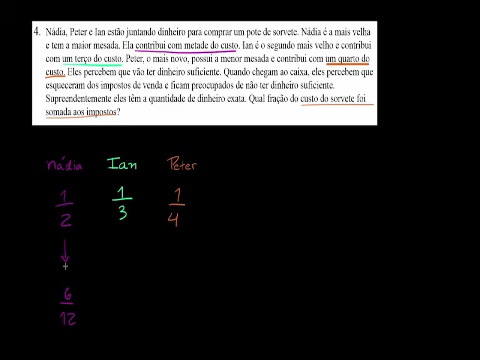 4. Nádia, Peter e Ian estão juntando dinheiro para comprar um pote de sorvete. Nádia é a mais velha
e tem a maior mesada. Ela contribui com metade do custo. Ian é o segundo mais velho e contribui
com um terço do custo. Peter, o mais novo, possui a menor mesada e contribui com um quarto do
custo. Eles percebem que vão ter dinheiro suficiente. Quando chegam ao caixa, eles percebem que
esqueceram dos impostos de venda e ficam preocupados de não ter dinheiro suficiente.
Supreendentemente eles têm a quantidade de dinheiro exata. Qual fração do custo do sorvete foi
somada aos impostos?
nádia Ian Peter
1/2 1/3 1/4
6/12